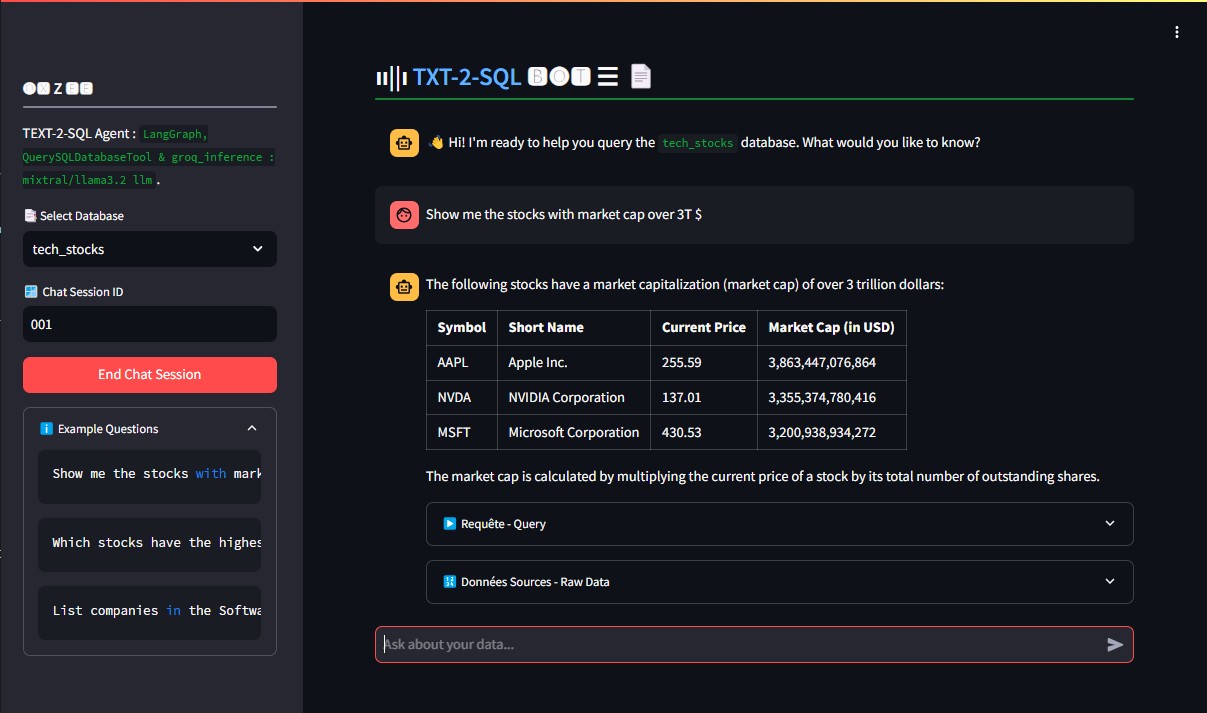 TEXT-2-SQL Agent : LangGraph,
QuerySQLDatabaseTool & groq_inference :
mixtral/llama3.2 llm .
Select Database
tech_stocks
Chat Session ID
001
End Chat Session
Example Questions
Show me the stocks with mark
Which stocks have the highes
List companies in the Softwa
TXT-2-SQL 🅱🅾🆃
Hi! I'm ready to help you query the tech_stocks database. What would you like to know?
Show me the stocks with market cap over 3T $
The following stocks have a market capitalization (market cap) of over 3 trillion dollars:
Symbol Short Name Current Price Market Cap (in USD)
AAPL Apple Inc. 255.59 3,863,447,076,864
NVDA NVIDIA Corporation 137.01 3,355,374,780,416
MSFT Microsoft Corporation 430.53 3,200,938,934,272
The market cap is calculated by multiplying the current price of a stock by its total number of outstanding shares.
Requête - Query
Données Sources - Raw Data
Ask about your data...